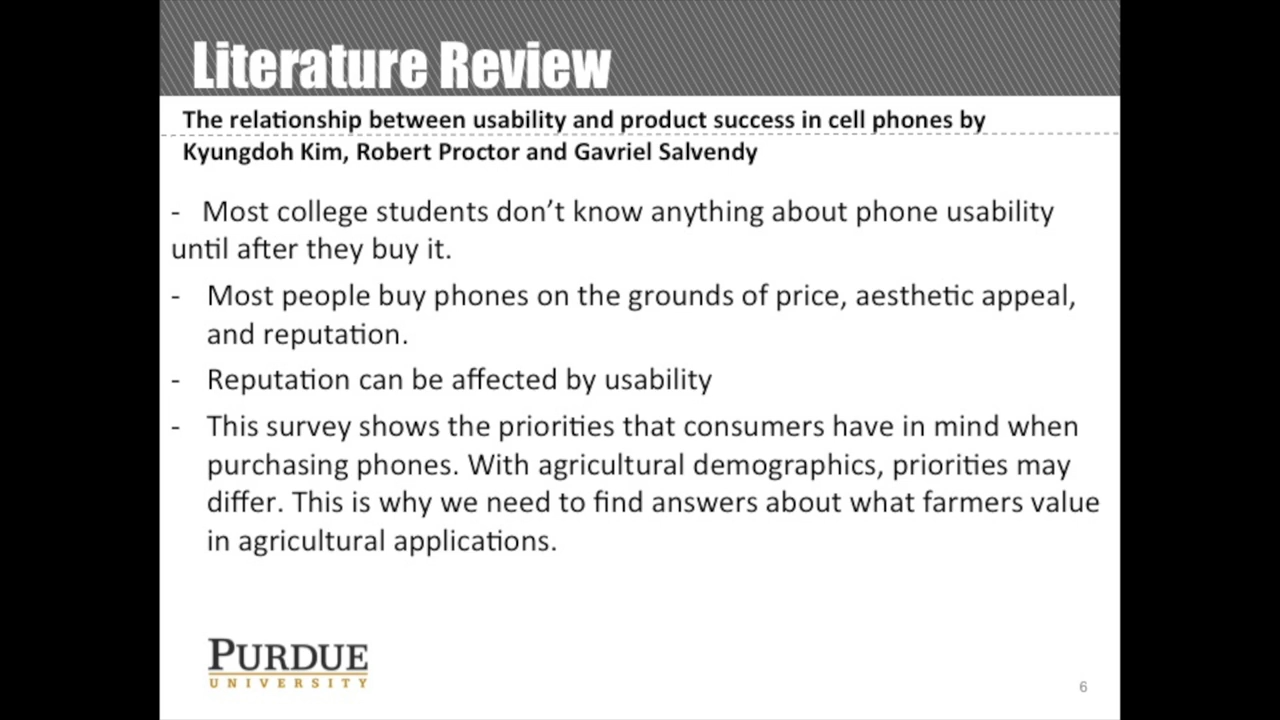 Literature Review
The relationship between usability and product success in cell phones by
Kyungdoh Kim, Robert Proctor and Gavriel Salvendy
- Most college students don’t know anything about phone usability
until after they buy it.
- Most people buy phones on the grounds of price, aesthetic appeal,
and reputation.
- Reputation can be affected by usability
- This survey shows the priorities that consumers have in mind when
purchasing phones. With agricultural demographics, priorities may
differ. This is why we need to find answers about what farmers value
in agricultural applications.
PURDUE
UNIVERSITY
6